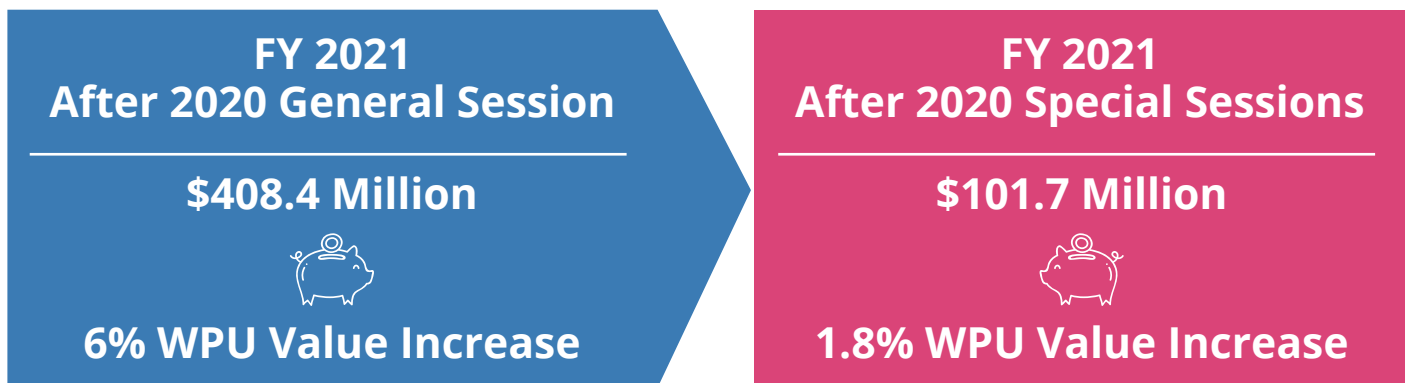 FY 2021
After 2020 General Session
$408.4 Million
6% WPU Value Increase
FY 2021
After 2020 Special Sessions
$101.7 Million
1.8% WPU Value Increase